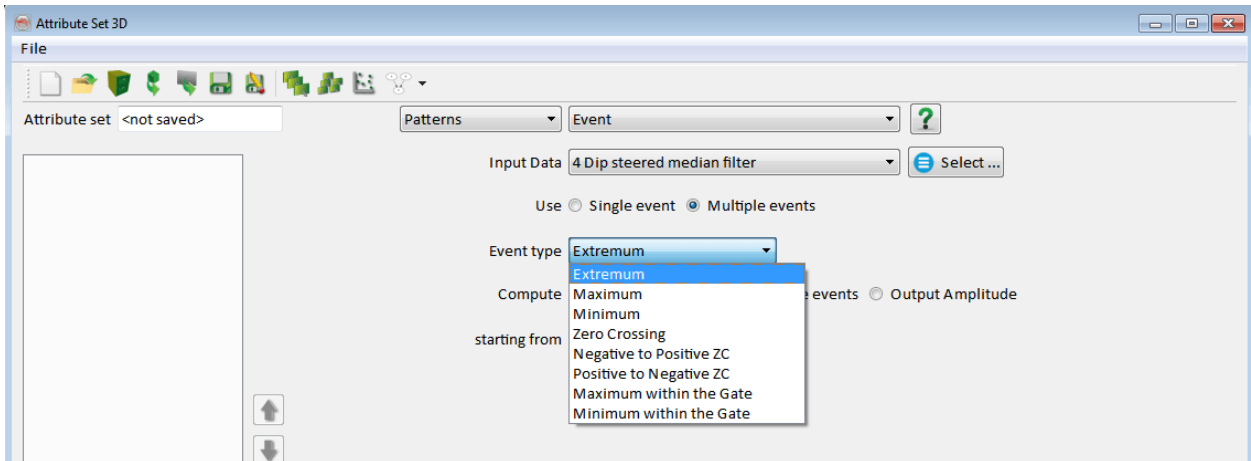 Attribute Set 3D
File
Attribute set <not saved> Patterns Event ?
Input Data 4 Dip steered median filter Select ...
Use Single event Multiple events
Event type Extremum
Extremum
Compute Maximum events Output Amplitude
Minimum
starting from Zero Crossing
Negative to Positive ZC
Positive to Negative ZC
Maximum within the Gate
Minimum within the Gate